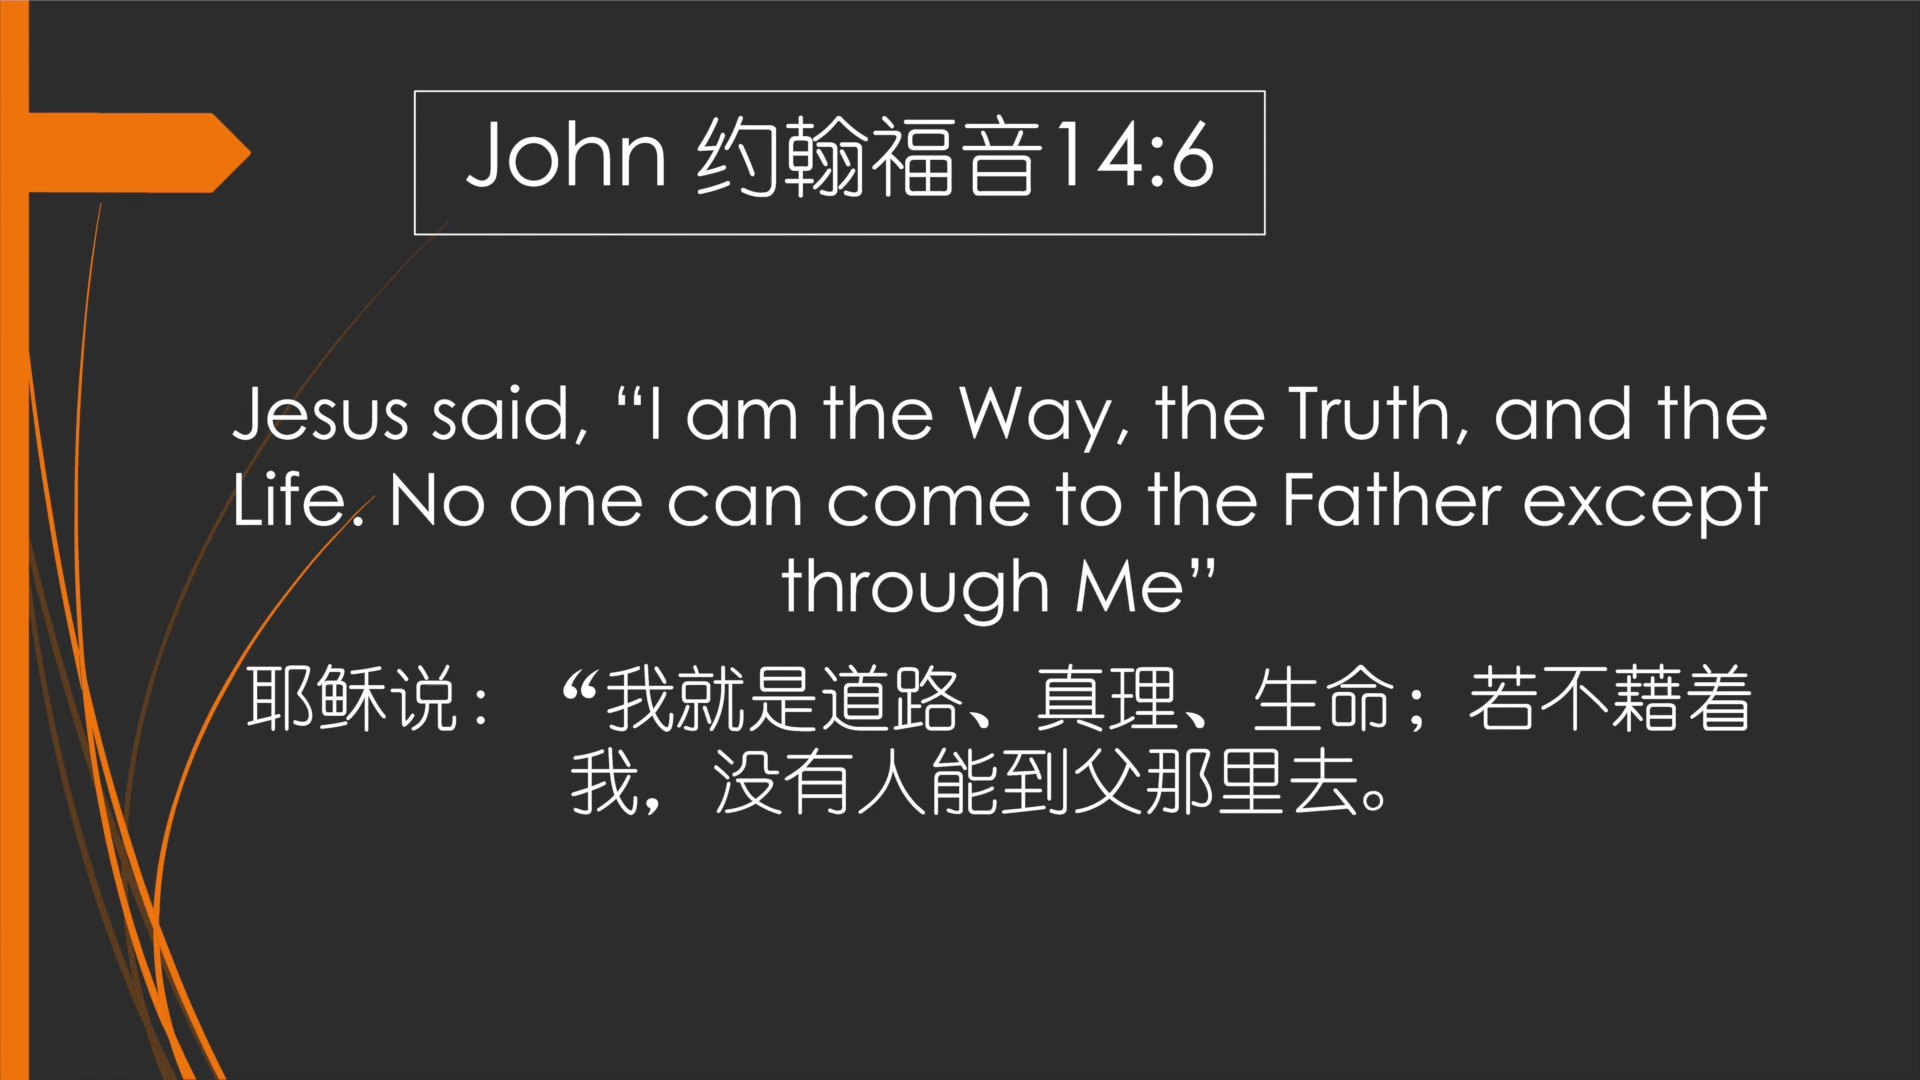 John 约翰福音14:6
Jesus said, “I am the Way, the Truth, and the
Life. No one can come to the Father except
through Me”
耶稣说：“我就是道路、真理、生命；若不藉着
我，没有人能到父那里去。